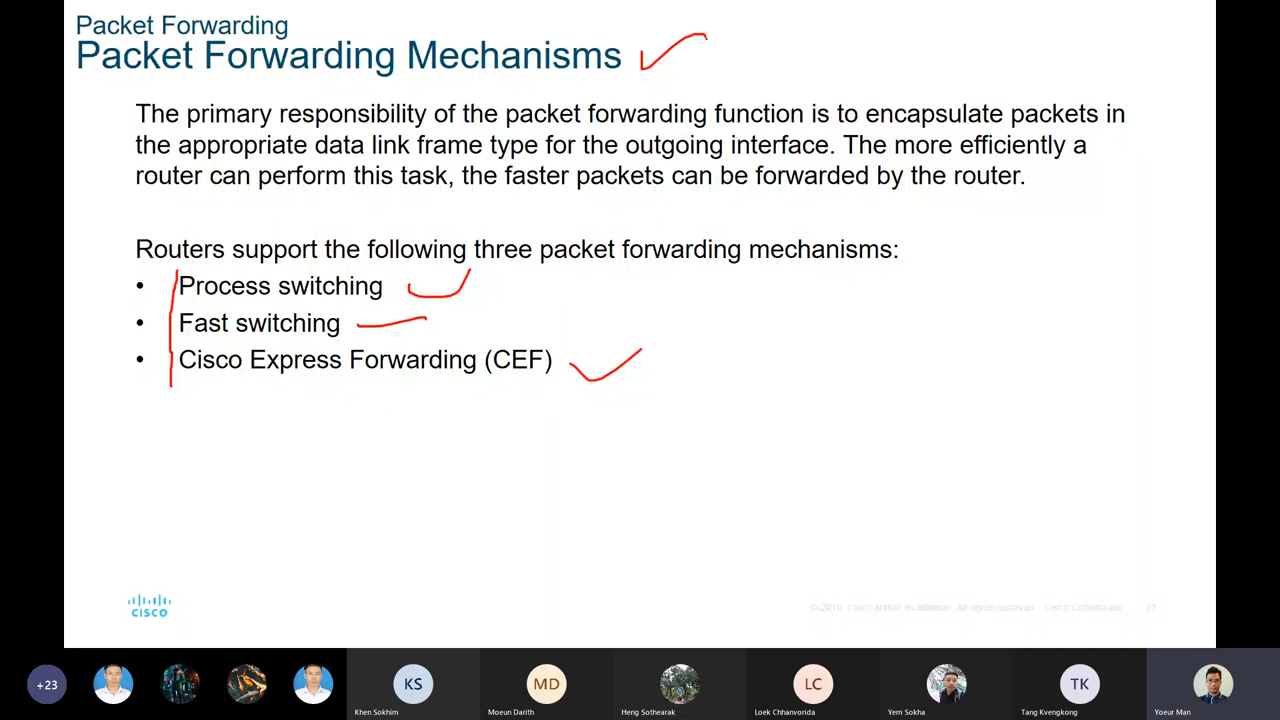 Packet Forwarding
Packet Forwarding Mechanisms
The primary responsibility of the packet forwarding function is to encapsulate packets in
the appropriate data link frame type for the outgoing interface. The more efficiently a
router can perform this task, the faster packets can be forwarded by the router.
Routers support the following three packet forwarding mechanisms:
• Process switching
• Fast switching
• Cisco Express Forwarding (CEF)
CISCO
+23
KS
MD
LC
TK
Khen Sokhim
Moeun Darith
Heng Sothearak
Loek Chhanvorida
Yem Sokha
Tang Kvengkong
Yoeur Man